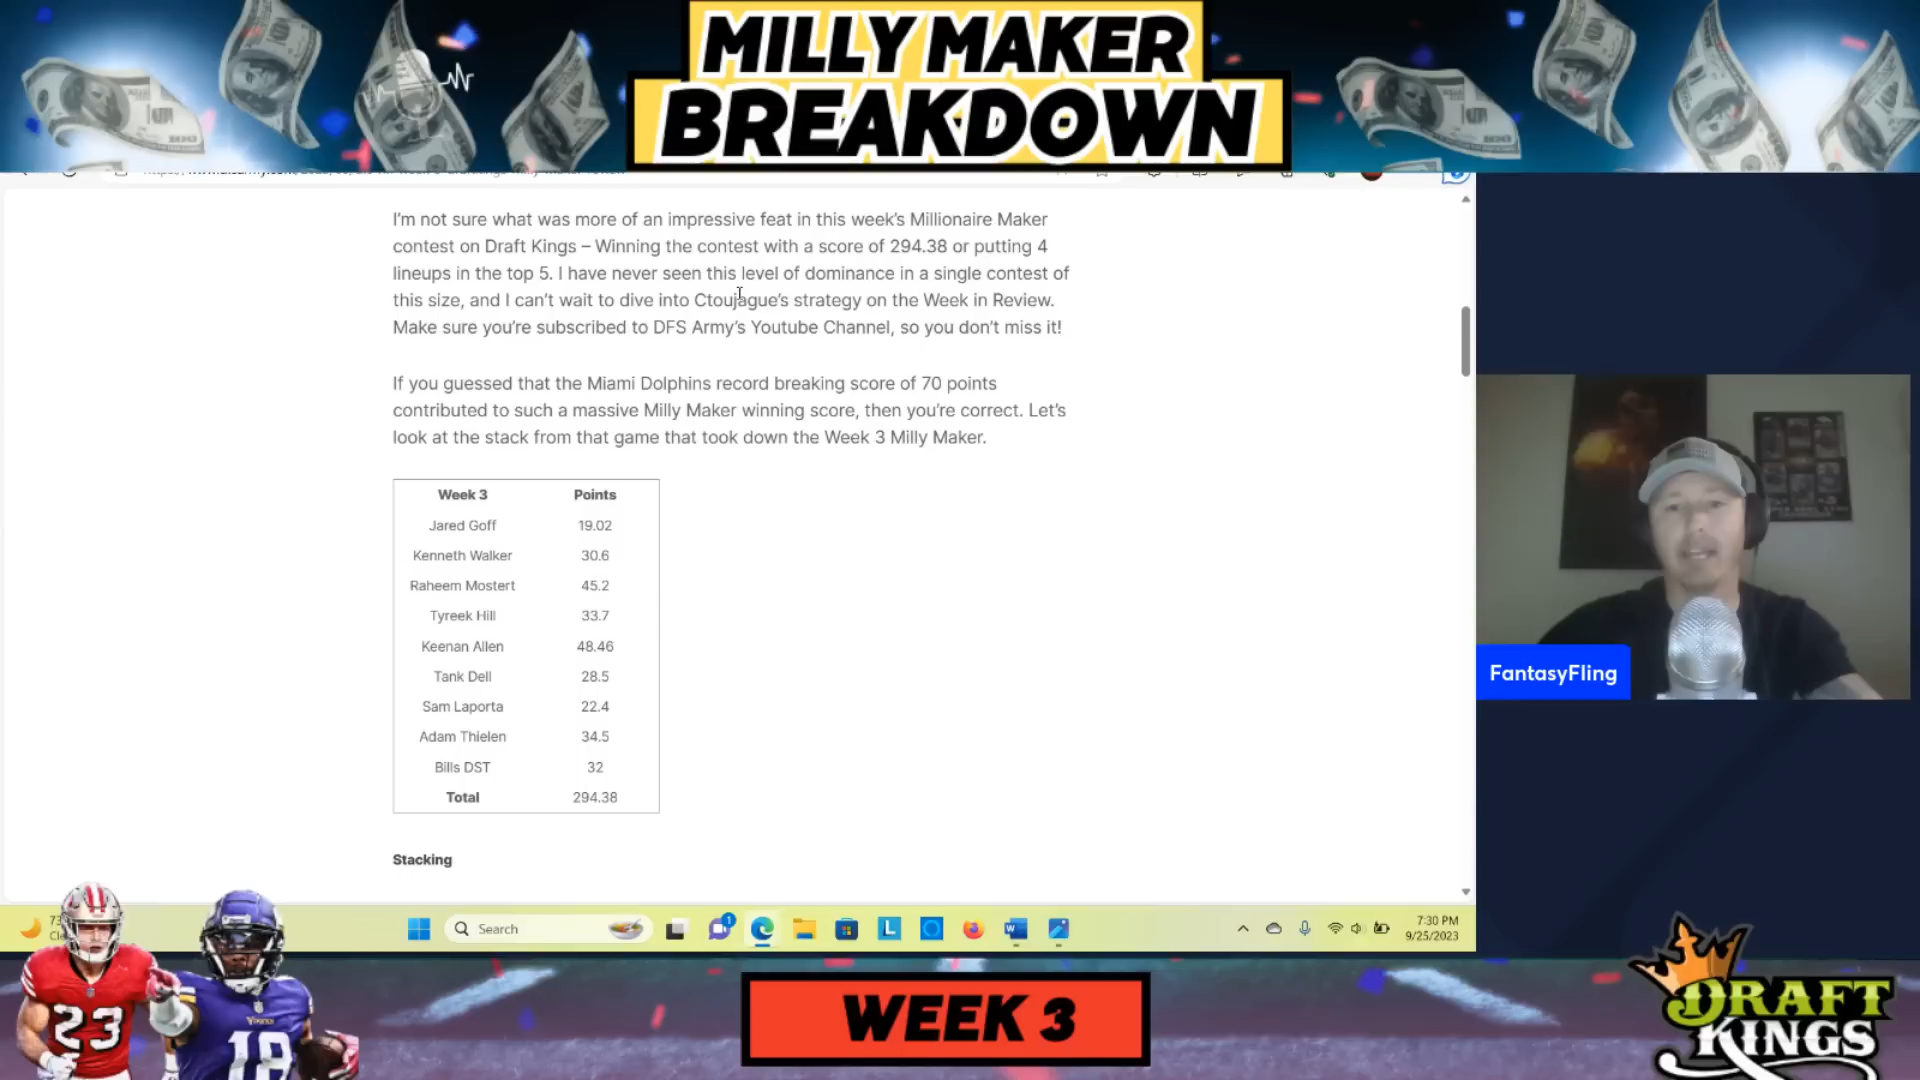 MILLY MAKER
BREAKDOWN
I'm not sure what was more of an impressive feat in this week's Millionaire Maker
contest on Draft Kings – Winning the contest with a score of 294.38 or putting 4
lineups in the top 5. I have never seen this level of dominance in a single contest of
this size, and I can't wait to dive into Ctoujague's strategy on the Week in Review.
Make sure you're subscribed to DFS Army's Youtube Channel, so you don't miss it!
If you guessed that the Miami Dolphins record breaking score of 70 points
contributed to such a massive Milly Maker winning score, then you're correct. Let's
look at the stack from that game that took down the Week 3 Milly Maker.
Week 3 Points
Jared Goff 19.02
Kenneth Walker 30.6
Raheem Mostert 45.2
Tyreek Hill 33.7
Keenan Allen 48.46
Tank Dell 28.5
Sam Laporta 22.4
Adam Thielen 34.5
Bills DST 32
Total 294.38
Stacking
FantasyFling
Search
1
7:30 PM
9/25/2023
23
18
WEEK 3
DRAFT
KINGS